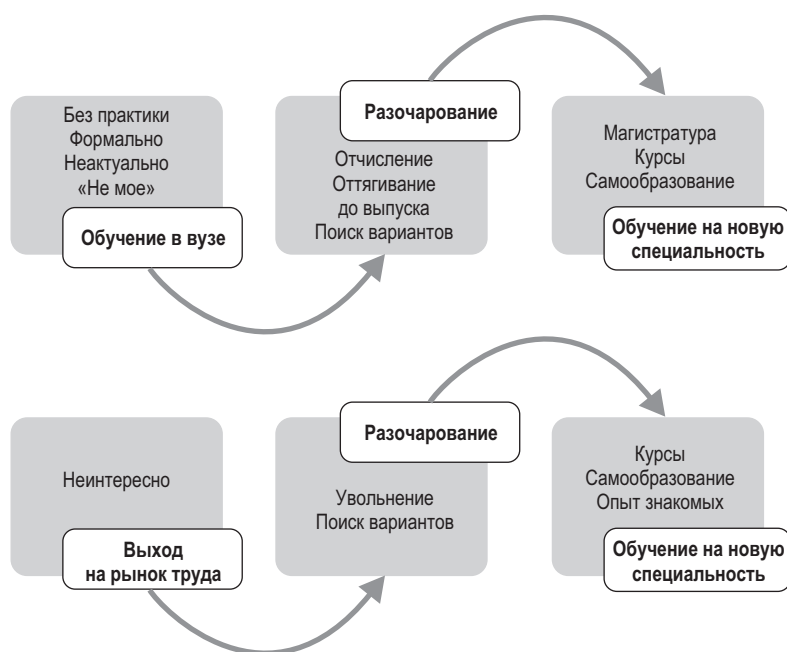 Без практики
Формально
Неактуально
«Не мое»
Обучение в вузе
Разочарование
Отчисление
Оттягивание
до выпуска
Поиск вариантов
Магистратура
Курсы
Самообразование
Обучение на новую
специальность
Неинтересно
Выход
на рынок труда
Разочарование
Увольнение
Поиск вариантов
Курсы
Самообразование
Опыт знакомых
Обучение на новую
специальность